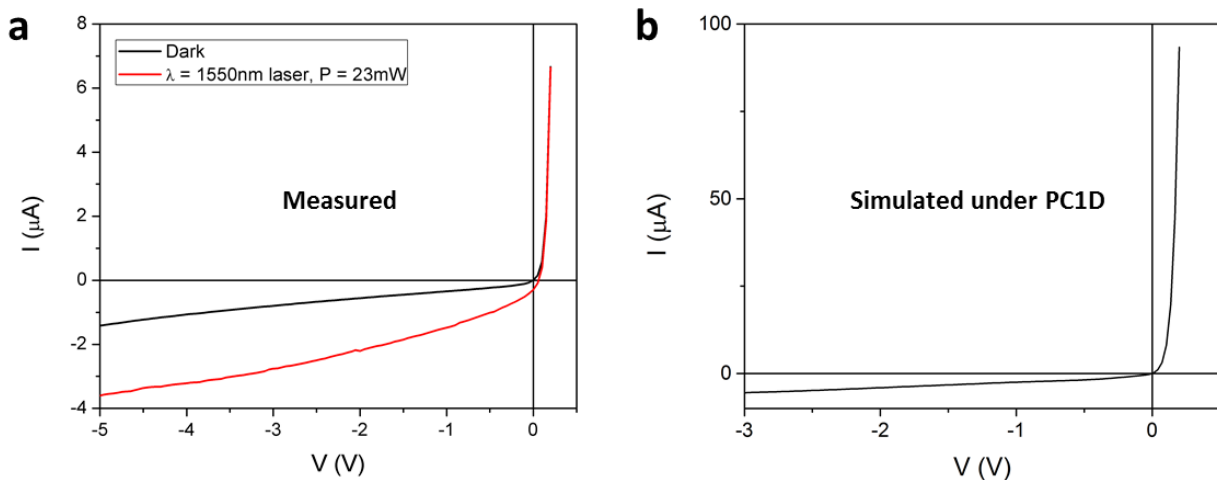 a
Dark
λ = 1550nm laser, P = 23mW
Measured
I (μA)
8
6
4
2
0
-2
-4
-5
-4
-3
-2
-1
0
V (V)
b
Simulated under PC1D
I (μA)
100
50
0
-3
-2
-1
0
V (V)